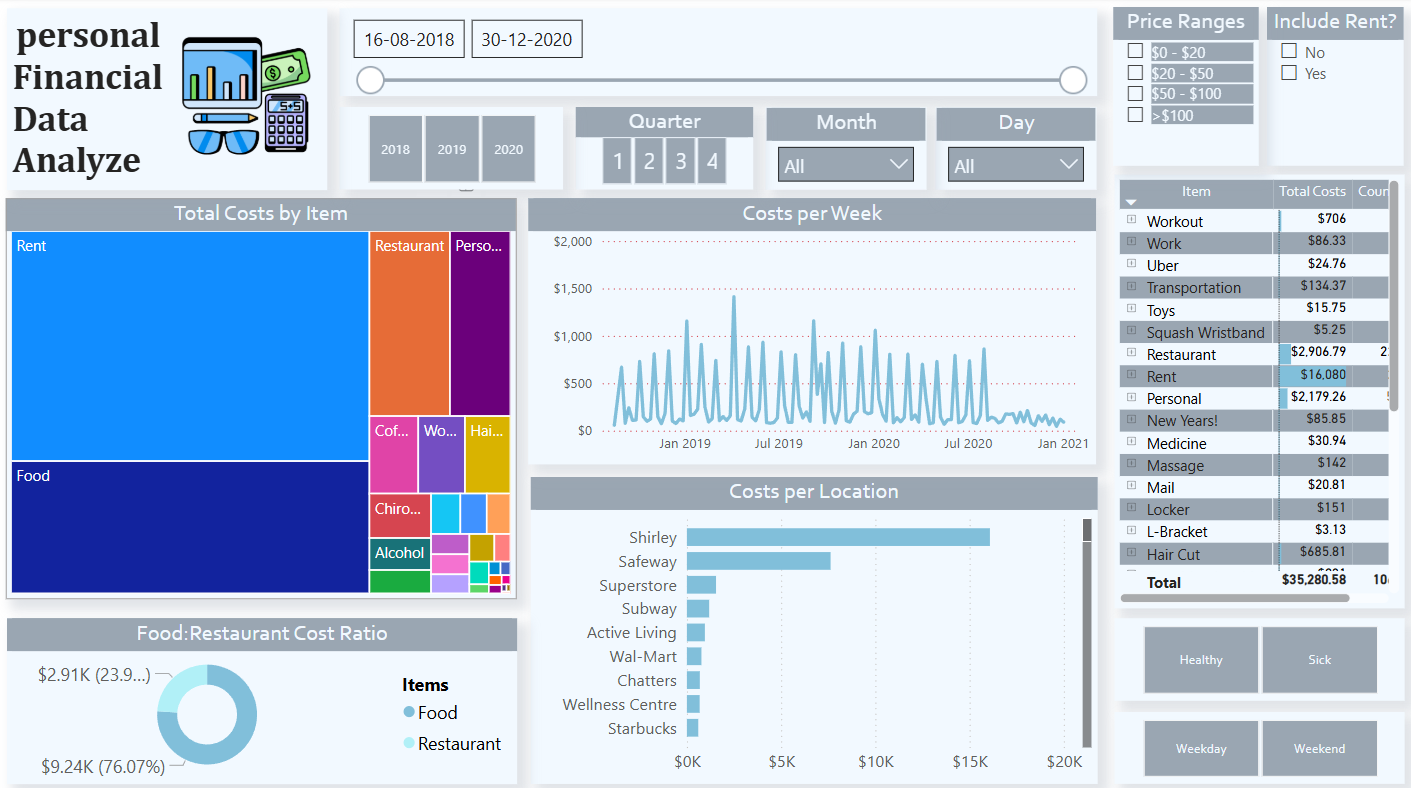 personal
Financial
Data
Analyze
16-08-2018
30-12-2020
2018
2019
2020
Quarter
1
2
3
4
Month
All
Day
All
Price Ranges
$0 - $20
$20 - $50
$50 - $100
>$100
Include Rent?
No
Yes
Total Costs by Item
Rent
Restaurant
Perso...
Food
Cof...
Wo...
Hai...
Chiro...
Alcohol
Costs per Week
$2,000
$1,500
$1,000
$500
$0
Jan 2019
Jul 2019
Jan 2020
Jul 2020
Jan 2021
Item Total Costs Cour
Workout $706
Work $86.33
Uber $24.76
Transportation $134.37
Toys $15.75
Squash Wristband $5.25
Restaurant $2,906.79
Rent $16,080
Personal $2,179.26
New Years! $85.85
Medicine $30.94
Massage $142
Mail $20.81
Locker $151
L-Bracket $3.13
Hair Cut $685.81
Total $35,280.58 10
Food:Restaurant Cost Ratio
$2.91K (23.9...)
$9.24K (76.07%)
Items
Food
Restaurant
Costs per Location
Shirley
Safeway
Superstore
Subway
Active Living
Wal-Mart
Chatters
Wellness Centre
Starbucks
$0K
$5K
$10K
$15K
$20K
Healthy
Sick
Weekday
Weekend